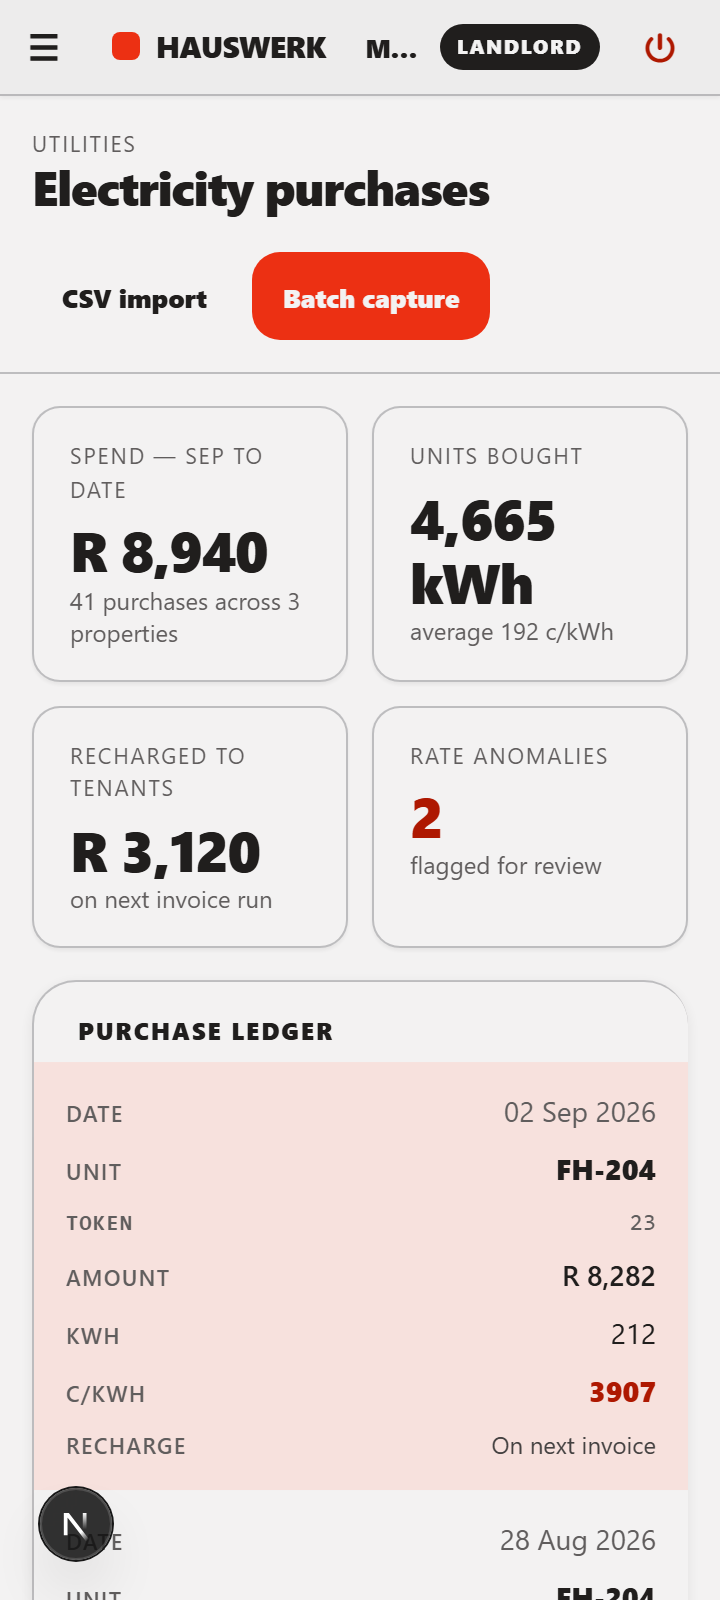 HAUSWERK M... LANDLORD
UTILITIES
Electricity purchases
CSV import Batch capture
SPEND — SEP TO
DATE
R 8,940
41 purchases across 3
properties
UNITS BOUGHT
4,665
kWh
average 192 c/kWh
RECHARGED TO
TENANTS
R 3,120
on next invoice run
RATE ANOMALIES
2
flagged for review
PURCHASE LEDGER
DATE 02 Sep 2026
UNIT FH-204
TOKEN 23
AMOUNT R 8,282
KWH 212
C/KWH 3907
RECHARGE On next invoice
N
DATE 28 Aug 2026
UNIT FH-204